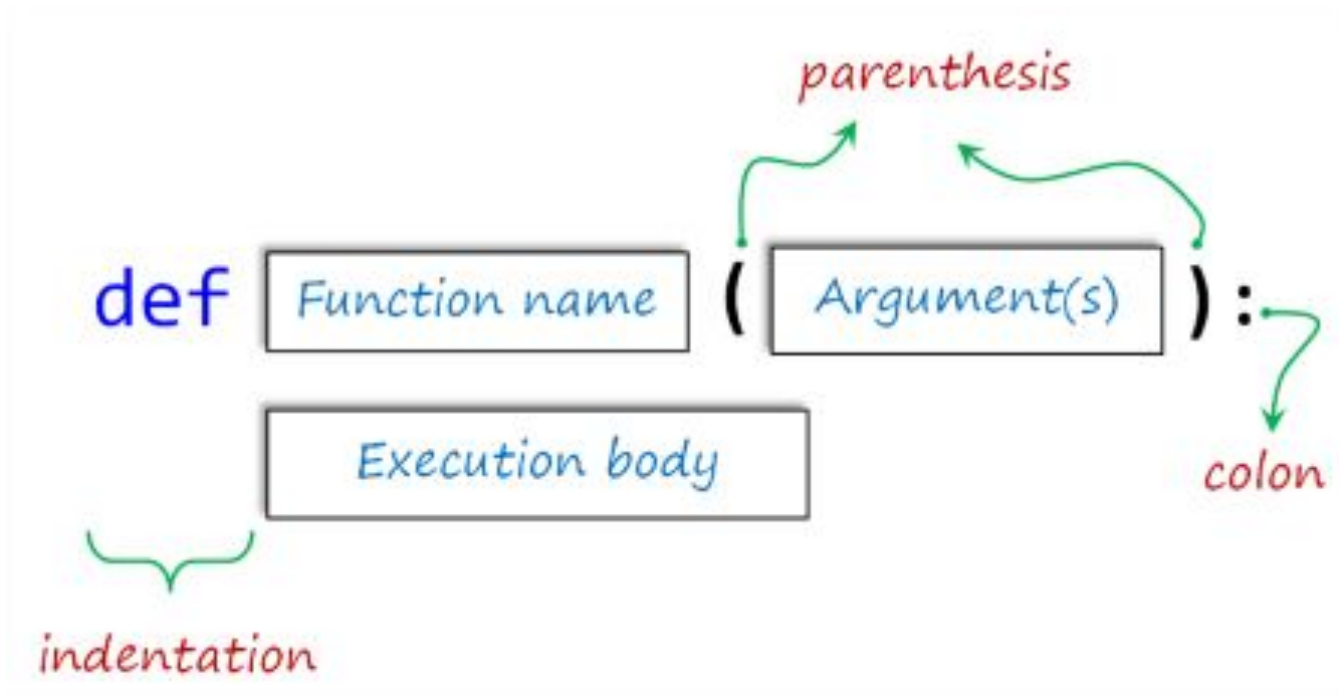 parenthesis
def Function name ( Argument(s) ):
Execution body
colon
indentation